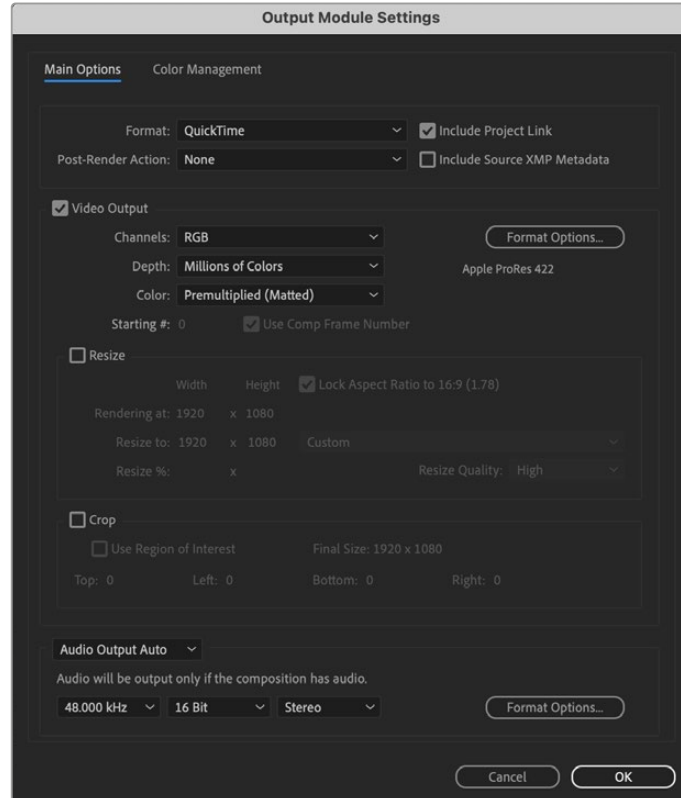 Output Module Settings
Main Options Color Management
Format: QuickTime Include Project Link
Post-Render Action: None Include Source XMP Metadata
Video Output
Channels: RGB Format Options...
Depth: Millions of Colors Apple ProRes 422
Color: Premultiplied (Matted)
Starting #: 0 Use Comp Frame Number
Resize
Width Height Lock Aspect Ratio to 16:9 (1.78)
Rendering at: 1920 x 1080
Resize to: 1920 x 1080 Custom
Resize %: x Resize Quality: High
Crop
Use Region of Interest Final Size: 1920 x 1080
Top: 0 Left: 0 Bottom: 0 Right: 0
Audio Output Auto
Audio will be output only if the composition has audio.
48.000 kHz 16 Bit Stereo Format Options...
Cancel OK